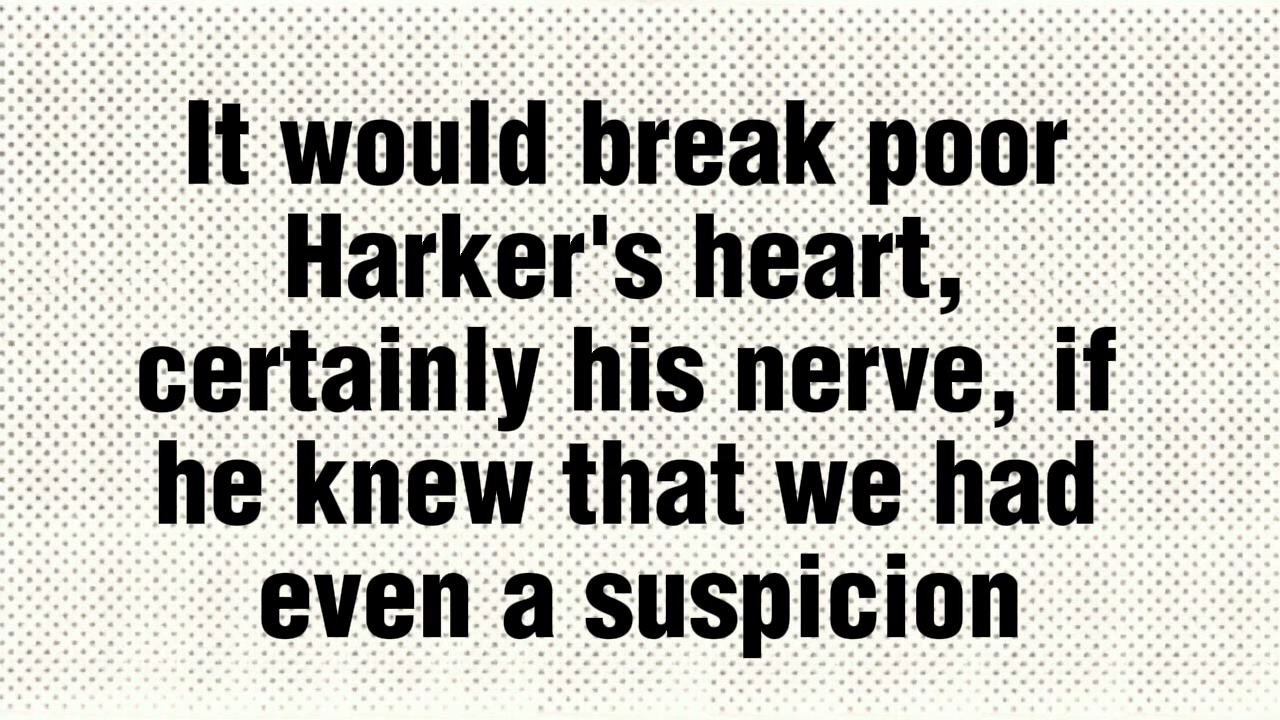 It would break poor
Harker's heart,
certainly his nerve, if
he knew that we had
even a suspicion